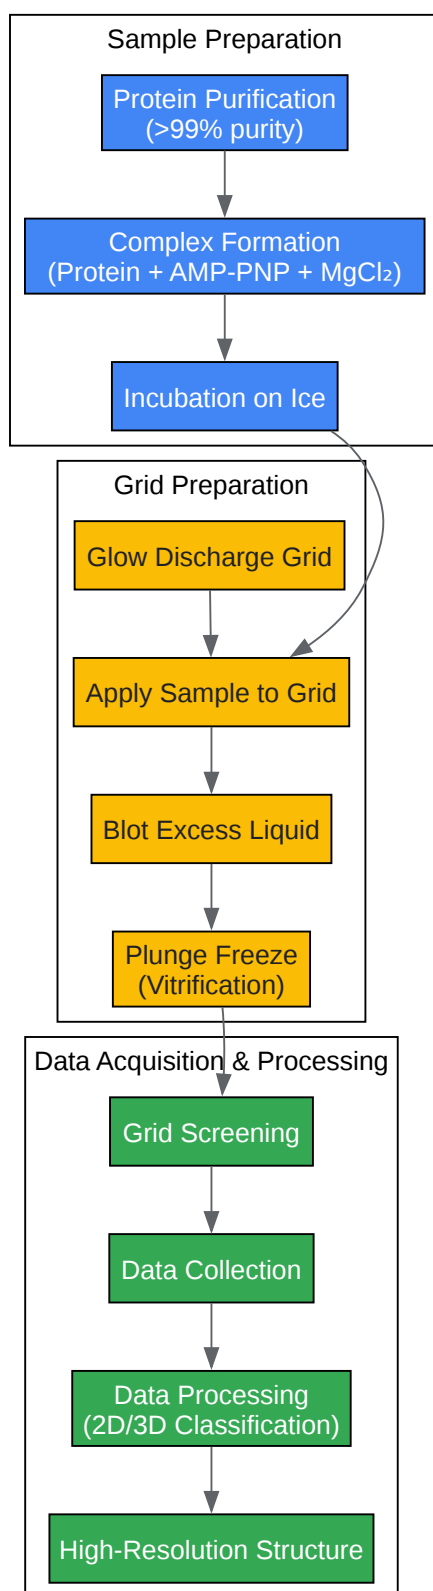 Sample Preparation
Protein Purification
(>99% purity)
Complex Formation
(Protein + AMP-PNP + MgCl₂)
Incubation on Ice
Grid Preparation
Glow Discharge Grid
Apply Sample to Grid
Blot Excess Liquid
Plunge Freeze
(Vitrification)
Data Acquisition & Processing
Grid Screening
Data Collection
Data Processing
(2D/3D Classification)
High-Resolution Structure